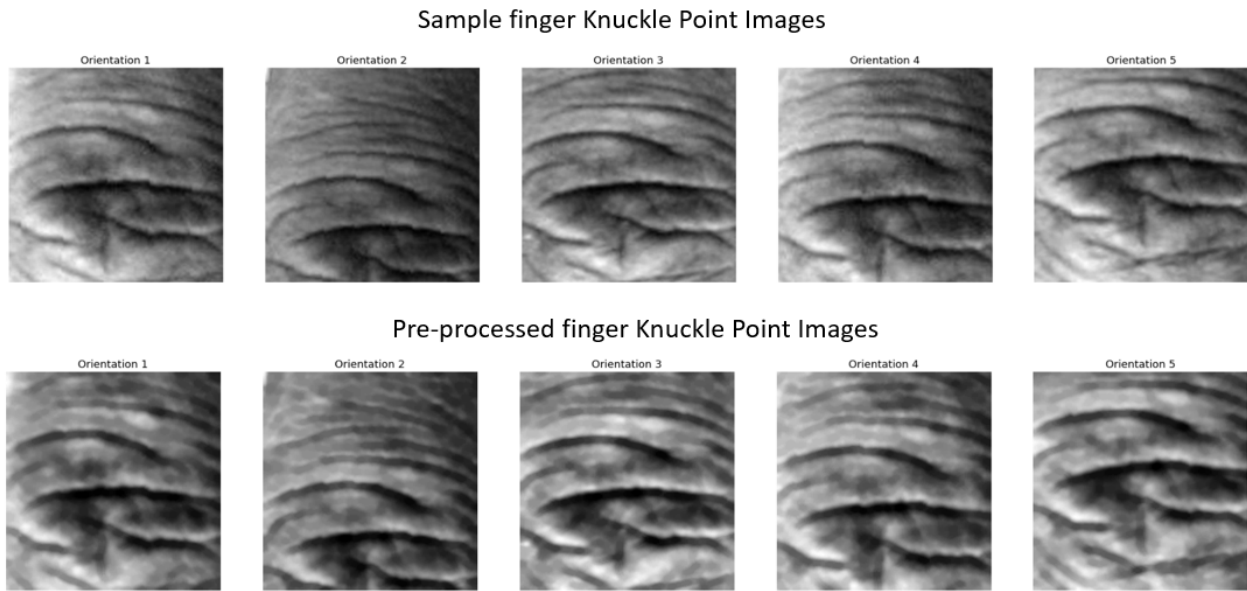 Sample finger Knuckle Point Images
Orientation 1 Orientation 2 Orientation 3 Orientation 4 Orientation 5
Pre-processed finger Knuckle Point Images
Orientation 1 Orientation 2 Orientation 3 Orientation 4 Orientation 5